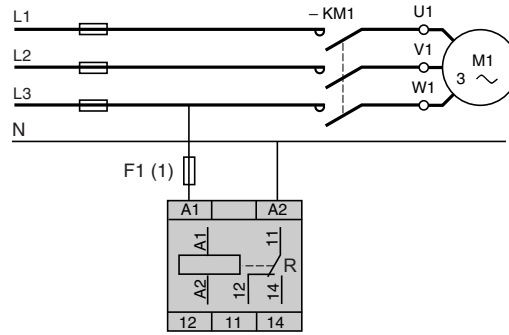 L1
– KM1
U1
L2
V1
M1
3 ~
L3
W1
N
F1 (1)
A1 A2
A1
A2
11
R
12
14
12 11 14